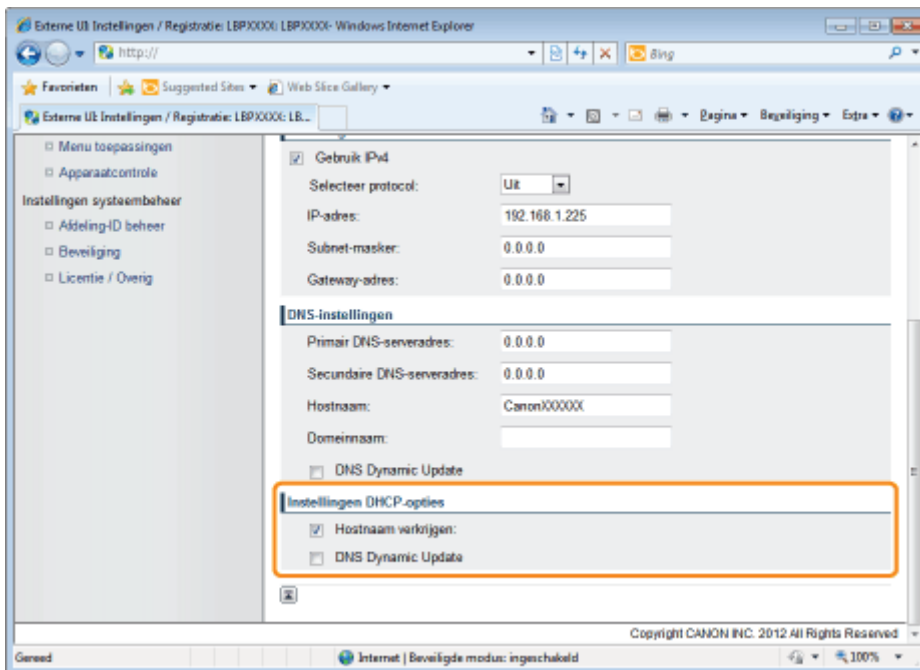 Externe UI: Instellingen / Registratie: LBPXXXX: LBPXXXX- Windows Internet Explorer
http://
Bing
Favorieten
Suggested Sites
Web Slice Gallery
Externe UI: Instellingen / Registratie: LBPXXXX: LB...
Pagina
Beveiliging
Extra
Menu toepassingen
Apparaatcontrole
Instellingen systeembeheer
Afdeling-ID beheer
Beveiliging
Licentie / Overig
Gebruik IPv4
Selecteer protocol: Uit
IP-adres: 192.168.1.225
Subnet-masker: 0.0.0.0
Gateway-adres: 0.0.0.0
DNS-instellingen
Primair DNS-serveradres: 0.0.0.0
Secundaire DNS-serveradres: 0.0.0.0
Hostnaam: CanonXXXXXX
Domeinnaam:
DNS Dynamic Update
Instellingen DHCP-opties
Hostnaam verkrijgen:
DNS Dynamic Update
Copyright CANON INC. 2012 All Rights Reserved
Gereed
Internet | Beveiligde modus: ingeschakeld
100%